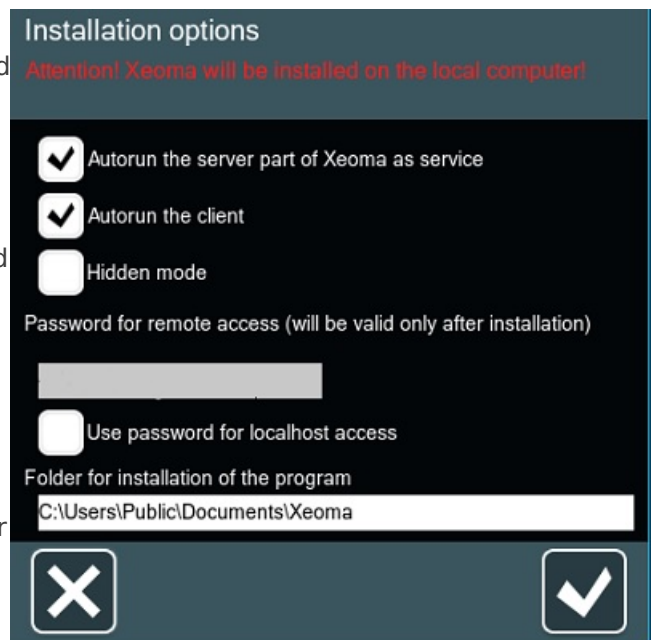 Installation options
Attention! Xeoma will be installed on the local computer!
Autorun the server part of Xeoma as service
Autorun the client
Hidden mode
Password for remote access (will be valid only after installation)
Use password for localhost access
Folder for installation of the program
C:\Users\Public\Documents\Xeoma